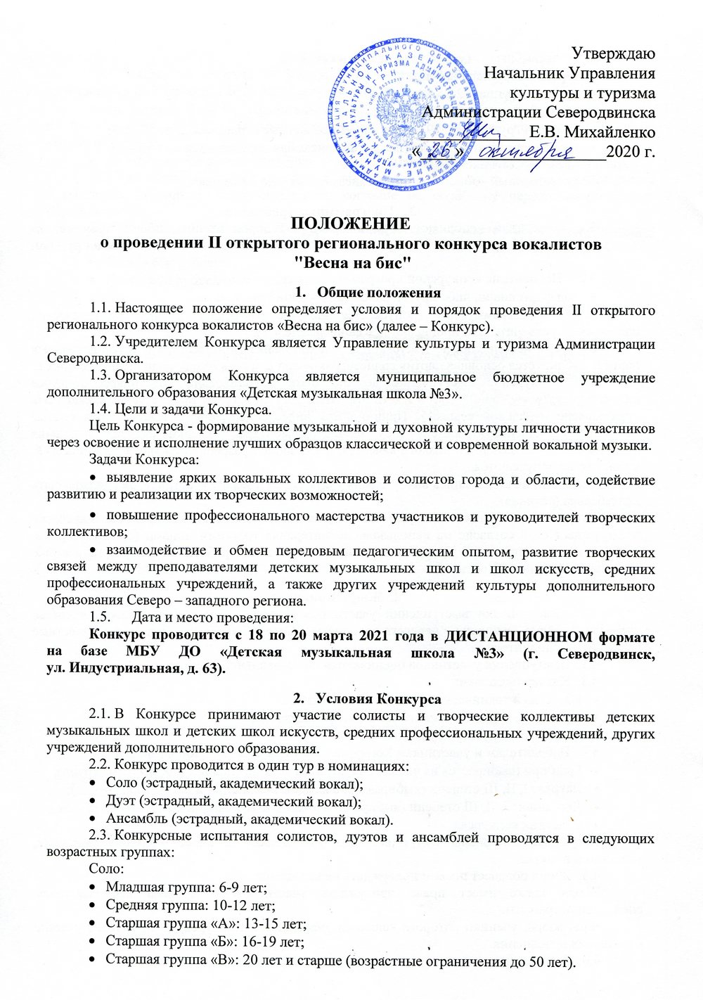 Утверждаю
Начальник Управления
культуры и туризма
Администрации Северодвинска
____________ Е.В. Михайленко
« 26 » октября 2020 г.
ПОЛОЖЕНИЕ
о проведении II открытого регионального конкурса вокалистов
"Весна на бис"
1. Общие положения
1.1. Настоящее положение определяет условия и порядок проведения II открытого
регионального конкурса вокалистов «Весна на бис» (далее – Конкурс).
1.2. Учредителем Конкурса является Управление культуры и туризма Администрации
Северодвинска.
1.3. Организатором Конкурса является муниципальное бюджетное учреждение
дополнительного образования «Детская музыкальная школа №3».
1.4. Цели и задачи Конкурса.
Цель Конкурса - формирование музыкальной и духовной культуры личности участников
через освоение и исполнение лучших образцов классической и современной вокальной музыки.
Задачи Конкурса:
• выявление ярких вокальных коллективов и солистов города и области, содействие
развитию и реализации их творческих возможностей;
• повышение профессионального мастерства участников и руководителей творческих
коллективов;
• взаимодействие и обмен передовым педагогическим опытом, развитие творческих
связей между преподавателями детских музыкальных школ и школ искусств, средних
профессиональных учреждений, а также других учреждений культуры дополнительного
образования Северо – западного региона.
1.5. Дата и место проведения:
Конкурс проводится с 18 по 20 марта 2021 года в ДИСТАНЦИОННОМ формате
на базе МБУ ДО «Детская музыкальная школа №3» (г. Северодвинск,
ул. Индустриальная, д. 63).
2. Условия Конкурса
2.1. В Конкурсе принимают участие солисты и творческие коллективы детских
музыкальных школ и детских школ искусств, средних профессиональных учреждений, других
учреждений дополнительного образования.
2.2. Конкурс проводится в один тур в номинациях:
• Соло (эстрадный, академический вокал);
• Дуэт (эстрадный, академический вокал);
• Ансамбль (эстрадный, академический вокал).
2.3. Конкурсные испытания солистов, дуэтов и ансамблей проводятся в следующих
возрастных группах:
Соло:
• Младшая группа: 6-9 лет;
• Средняя группа: 10-12 лет;
• Старшая группа «А»: 13-15 лет;
• Старшая группа «Б»: 16-19 лет;
• Старшая группа «В»: 20 лет и старше (возрастные ограничения до 50 лет).